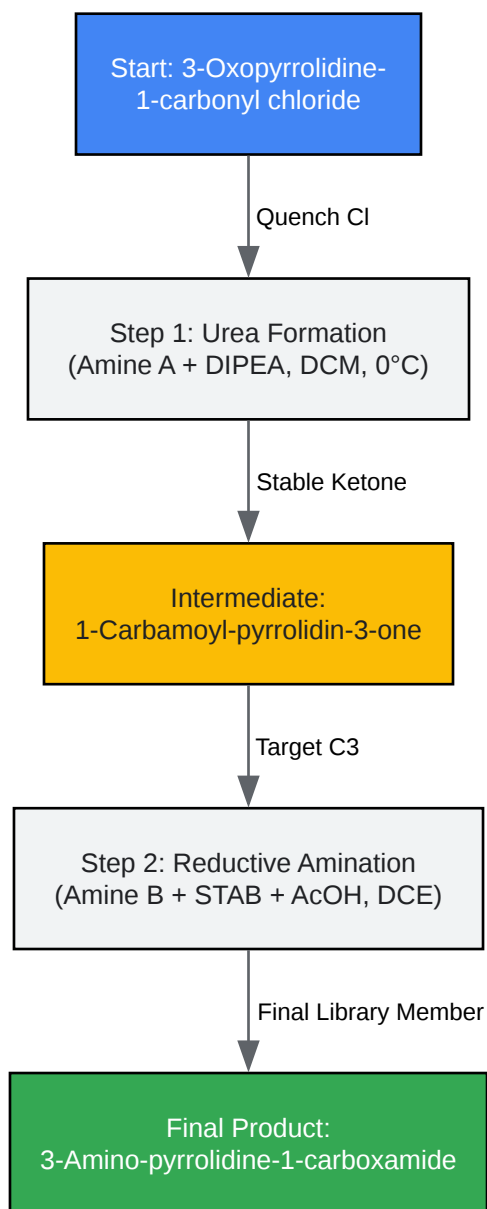 Start: 3-Oxopyrrolidine-
1-carbonyl chloride
Quench Cl
Step 1: Urea Formation
(Amine A + DIPEA, DCM, 0°C)
Stable Ketone
Intermediate:
1-Carbamoyl-pyrrolidin-3-one
Target C3
Step 2: Reductive Amination
(Amine B + STAB + AcOH, DCE)
Final Library Member
Final Product:
3-Amino-pyrrolidine-1-carboxamide